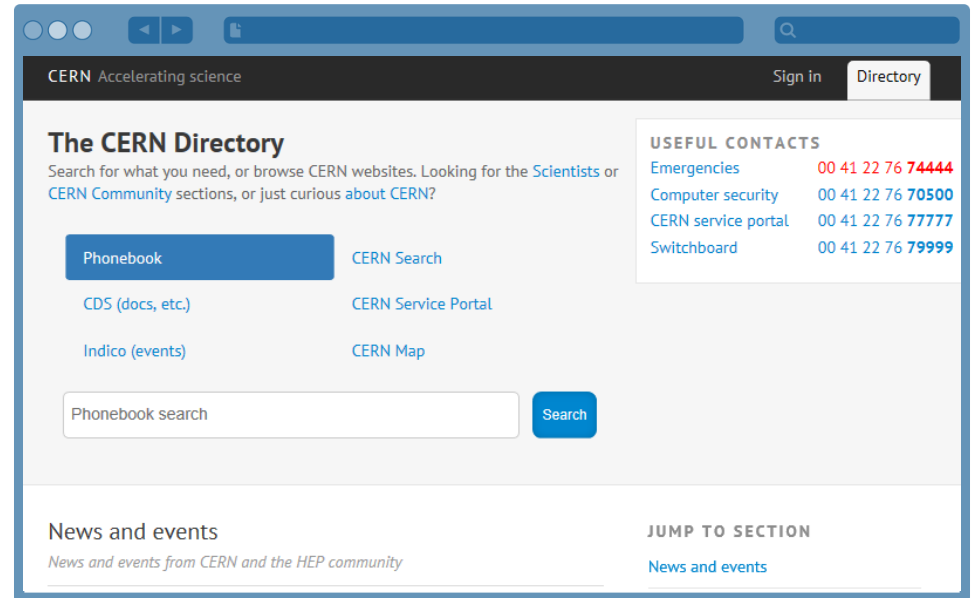 CERN Accelerating science
Sign in
Directory
The CERN Directory
Search for what you need, or browse CERN websites. Looking for the Scientists or
CERN Community sections, or just curious about CERN?
Phonebook
CERN Search
CDS (docs, etc.)
CERN Service Portal
Indico (events)
CERN Map
Phonebook search
Search
USEFUL CONTACTS
Emergencies 00 41 22 76 74444
Computer security 00 41 22 76 70500
CERN service portal 00 41 22 76 77777
Switchboard 00 41 22 76 79999
News and events
News and events from CERN and the HEP community
JUMP TO SECTION
News and events